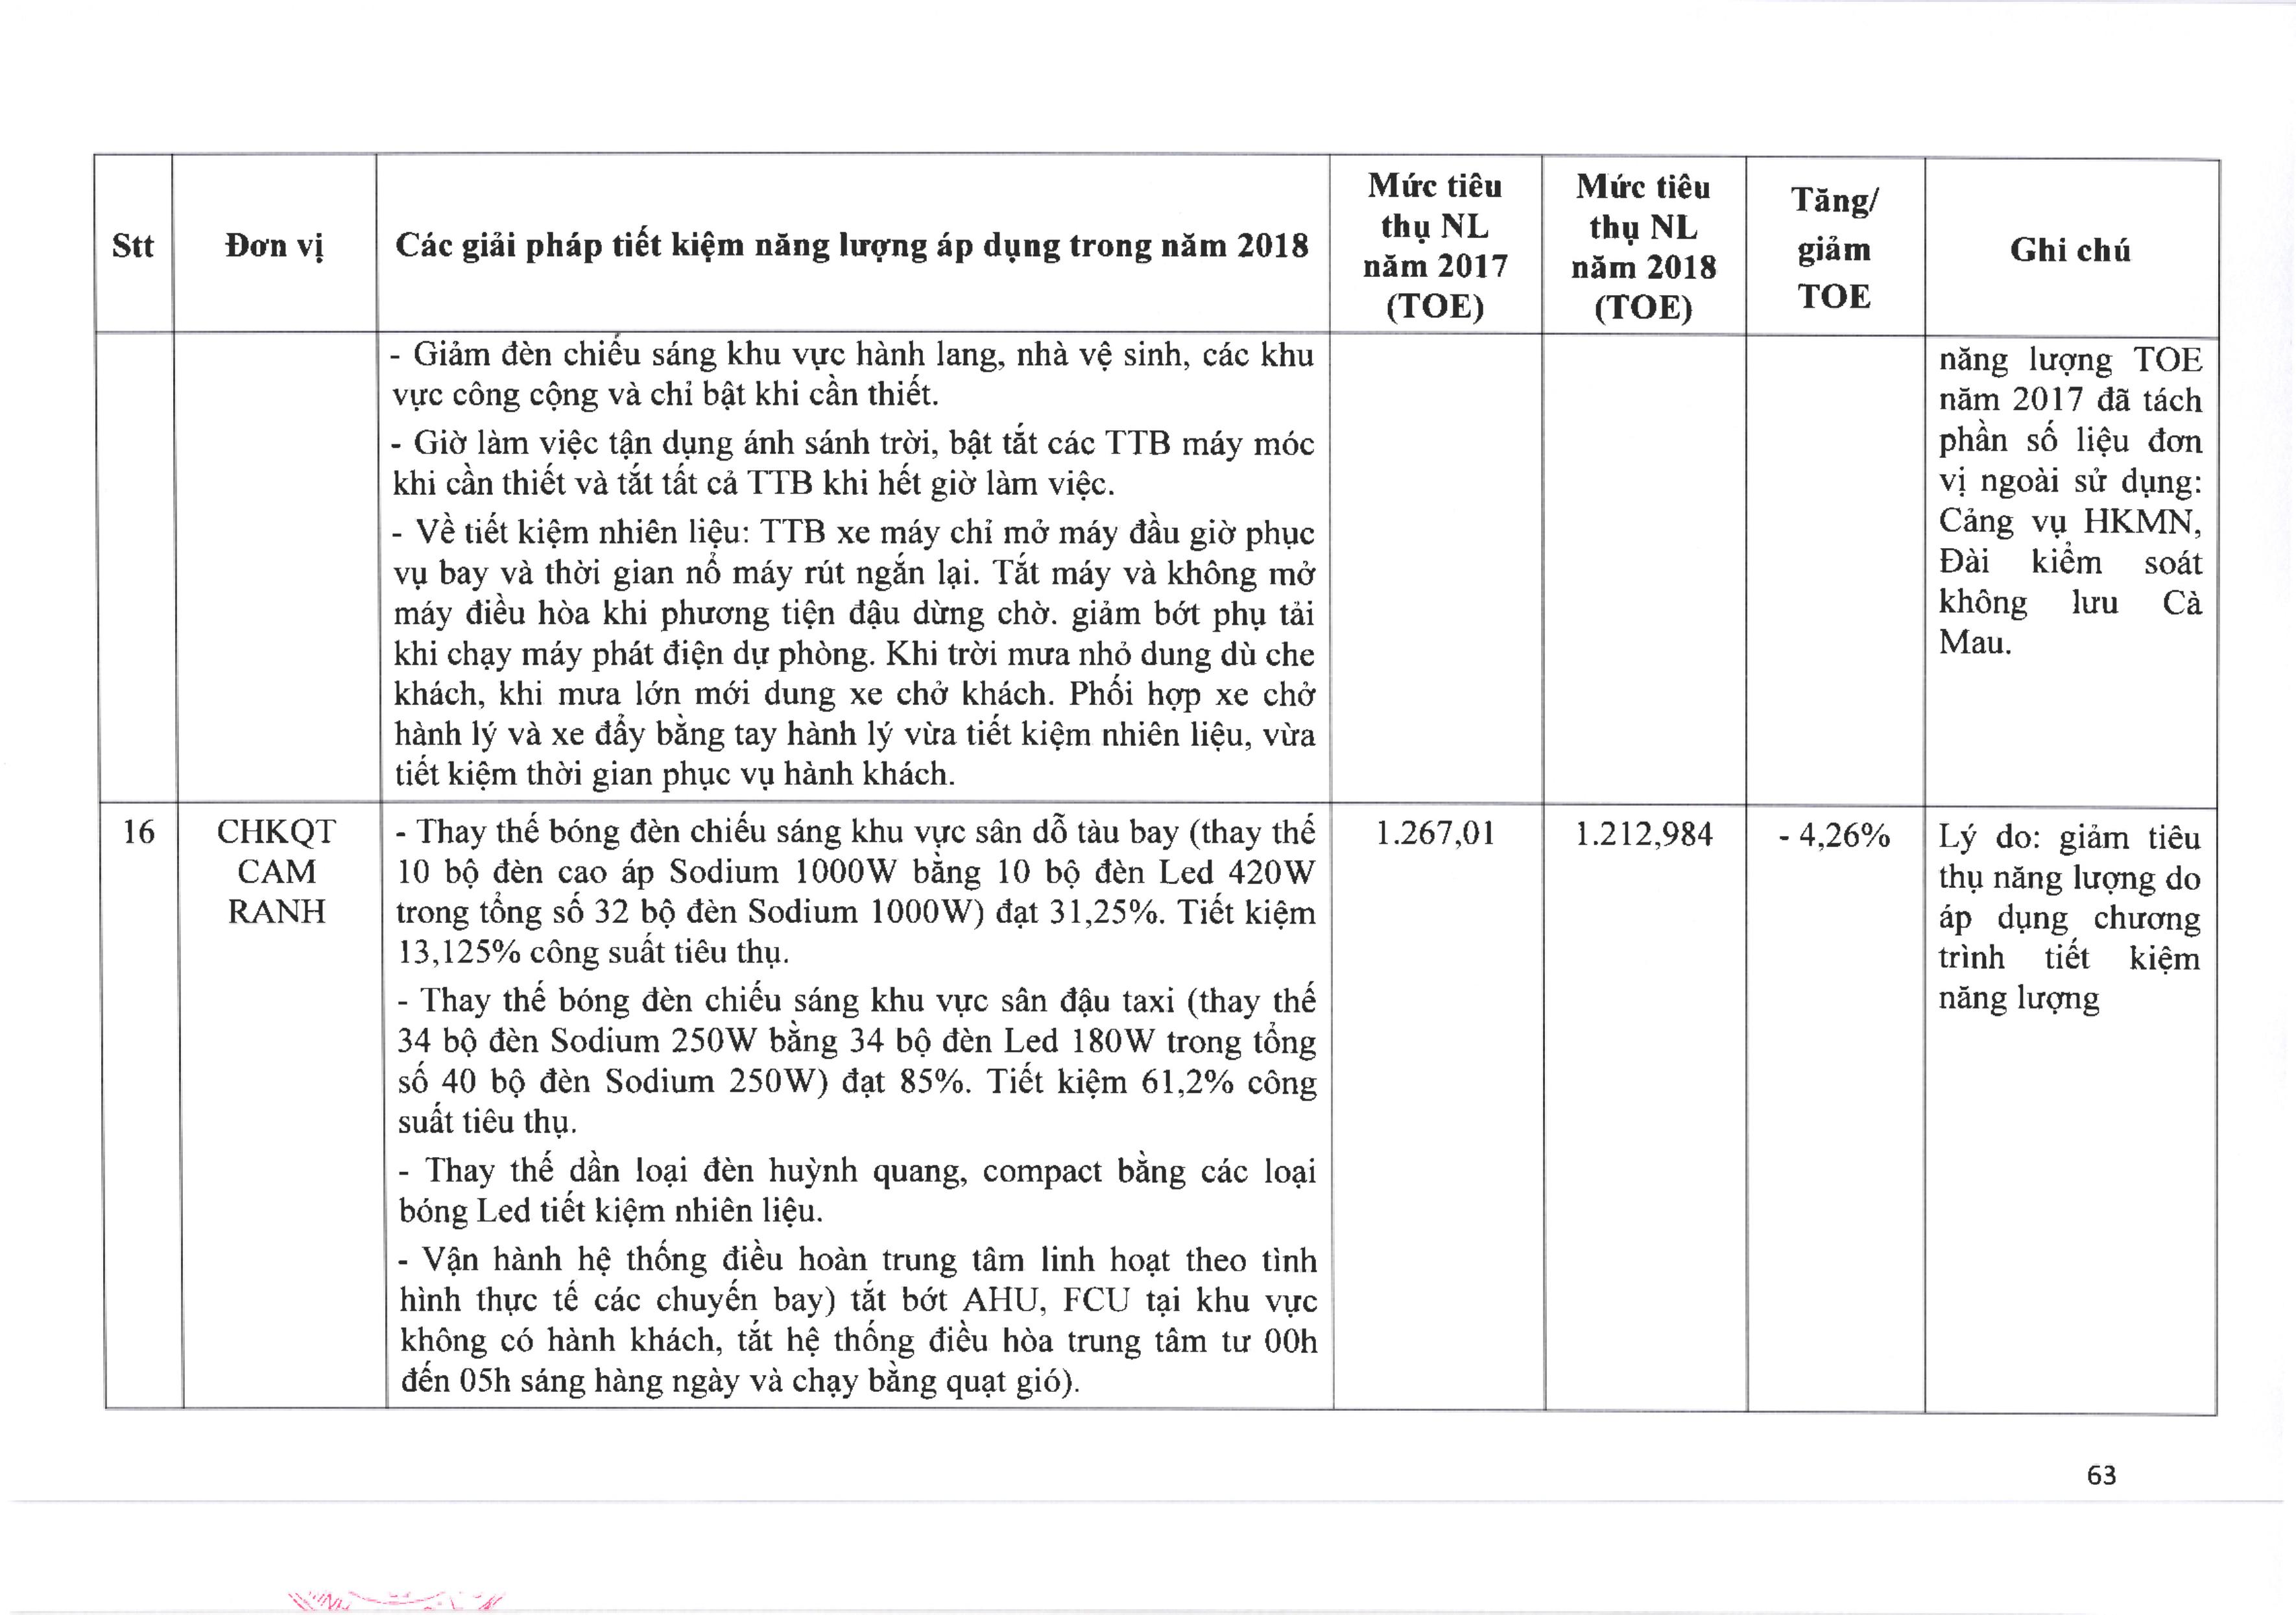 Stt
Đơn vị
Các giải pháp tiết kiệm năng lượng áp dụng trong năm 2018
Mức tiêu
thụ NL
năm 2017
(TOE)
Mức tiêu
thụ NL
năm 2018
(TOE)
Tăng/
giảm
TOE
Ghi chú
- Giảm đèn chiếu sáng khu vực hành lang, nhà vệ sinh, các khu
vực công cộng và chỉ bật khi cần thiết.
- Giờ làm việc tận dụng ánh sánh trời, bật tắt các TTB máy móc
khi cần thiết và tắt tất cả TTB khi hết giờ làm việc.
- Về tiết kiệm nhiên liệu: TTB xe máy chỉ mở máy đầu giờ phục
vụ bay và thời gian nổ máy rút ngắn lại. Tắt máy và không mở
máy điều hòa khi phương tiện đậu dừng chờ. giảm bớt phụ tải
khi chạy máy phát điện dự phòng. Khi trời mưa nhỏ dung dù che
khách, khi mưa lớn mới dung xe chở khách. Phối hợp xe chở
hành lý và xe đẩy bằng tay hành lý vừa tiết kiệm nhiên liệu, vừa
tiết kiệm thời gian phục vụ hành khách.
năng lượng TOE
năm 2017 đã tách
phần số liệu đơn
vị ngoài sử dụng:
Cảng vụ HKMN,
Đài kiểm soát
không lưu Cà
Mau.
16
CHKQT
CAM
RANH
- Thay thế bóng đèn chiếu sáng khu vực sân dỗ tàu bay (thay thế
10 bộ đèn cao áp Sodium 1000W bằng 10 bộ đèn Led 420W
trong tổng số 32 bộ đèn Sodium 1000W) đạt 31,25%. Tiết kiệm
13,125% công suất tiêu thụ.
- Thay thế bóng đèn chiếu sáng khu vực sân đậu taxi (thay thế
34 bộ đèn Sodium 250W bằng 34 bộ đèn Led 180W trong tổng
số 40 bộ đèn Sodium 250W) đạt 85%. Tiết kiệm 61,2% công
suất tiêu thụ.
- Thay thế dần loại đèn huỳnh quang, compact bằng các loại
bóng Led tiết kiệm nhiên liệu.
- Vận hành hệ thống điều hoàn trung tâm linh hoạt theo tình
hình thực tế các chuyến bay) tắt bớt AHU, FCU tại khu vực
không có hành khách, tắt hệ thống điều hòa trung tâm tư 00h
đến 05h sáng hàng ngày và chạy bằng quạt gió).
1.267,01
1.212,984
- 4,26%
Lý do: giảm tiêu
thụ năng lượng do
áp dụng chương
trình tiết kiệm
năng lượng
63